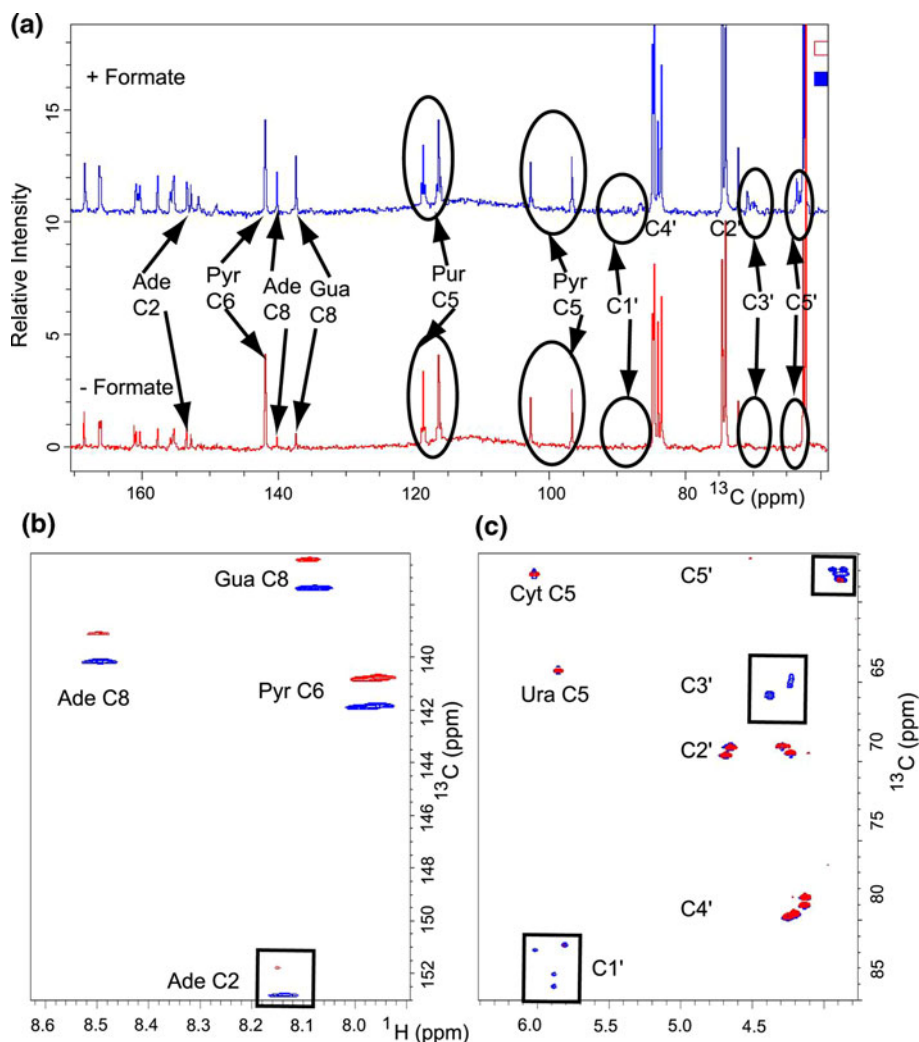 (a)
Relative Intensity
15
10
5
0
+ Formate
C4'
C2'
Ade
C2
Pyr
C6
Ade
C8
Gua
C8
Pur
C5
Pyr
C5
C1'
C3'
C5'
- Formate
160
140
120
100
80
13C (ppm)
(b)
Gua C8
Ade C8
Pyr C6
Ade C2
140
142
144
146
148
150
152
13C (ppm)
8.6
8.5
8.4
8.3
8.2
8.1
8.0
1H (ppm)
(c)
Cyt C5
C5'
Ura C5
C3'
C2'
C4'
C1'
65
70
75
80
85
13C (ppm)
6.0
5.5
5.0
4.5